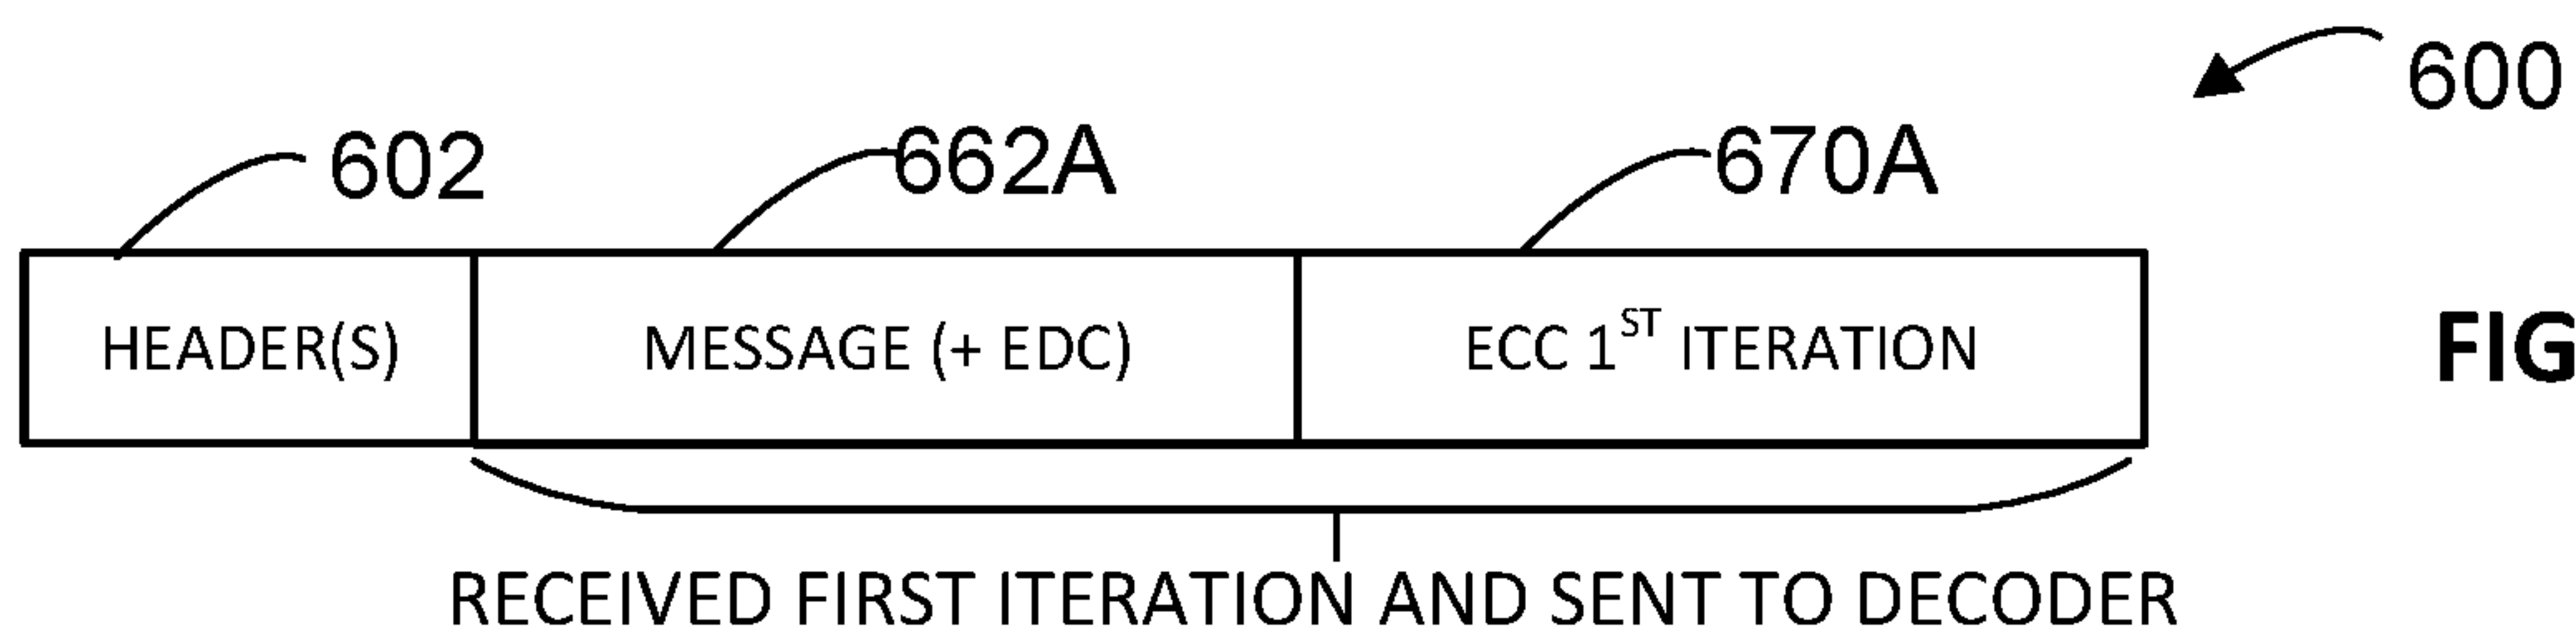 600
602 662A 670A
HEADER(S) MESSAGE (+ EDC) ECC 1ST ITERATION
FIG
RECEIVED FIRST ITERATION AND SENT TO DECODER